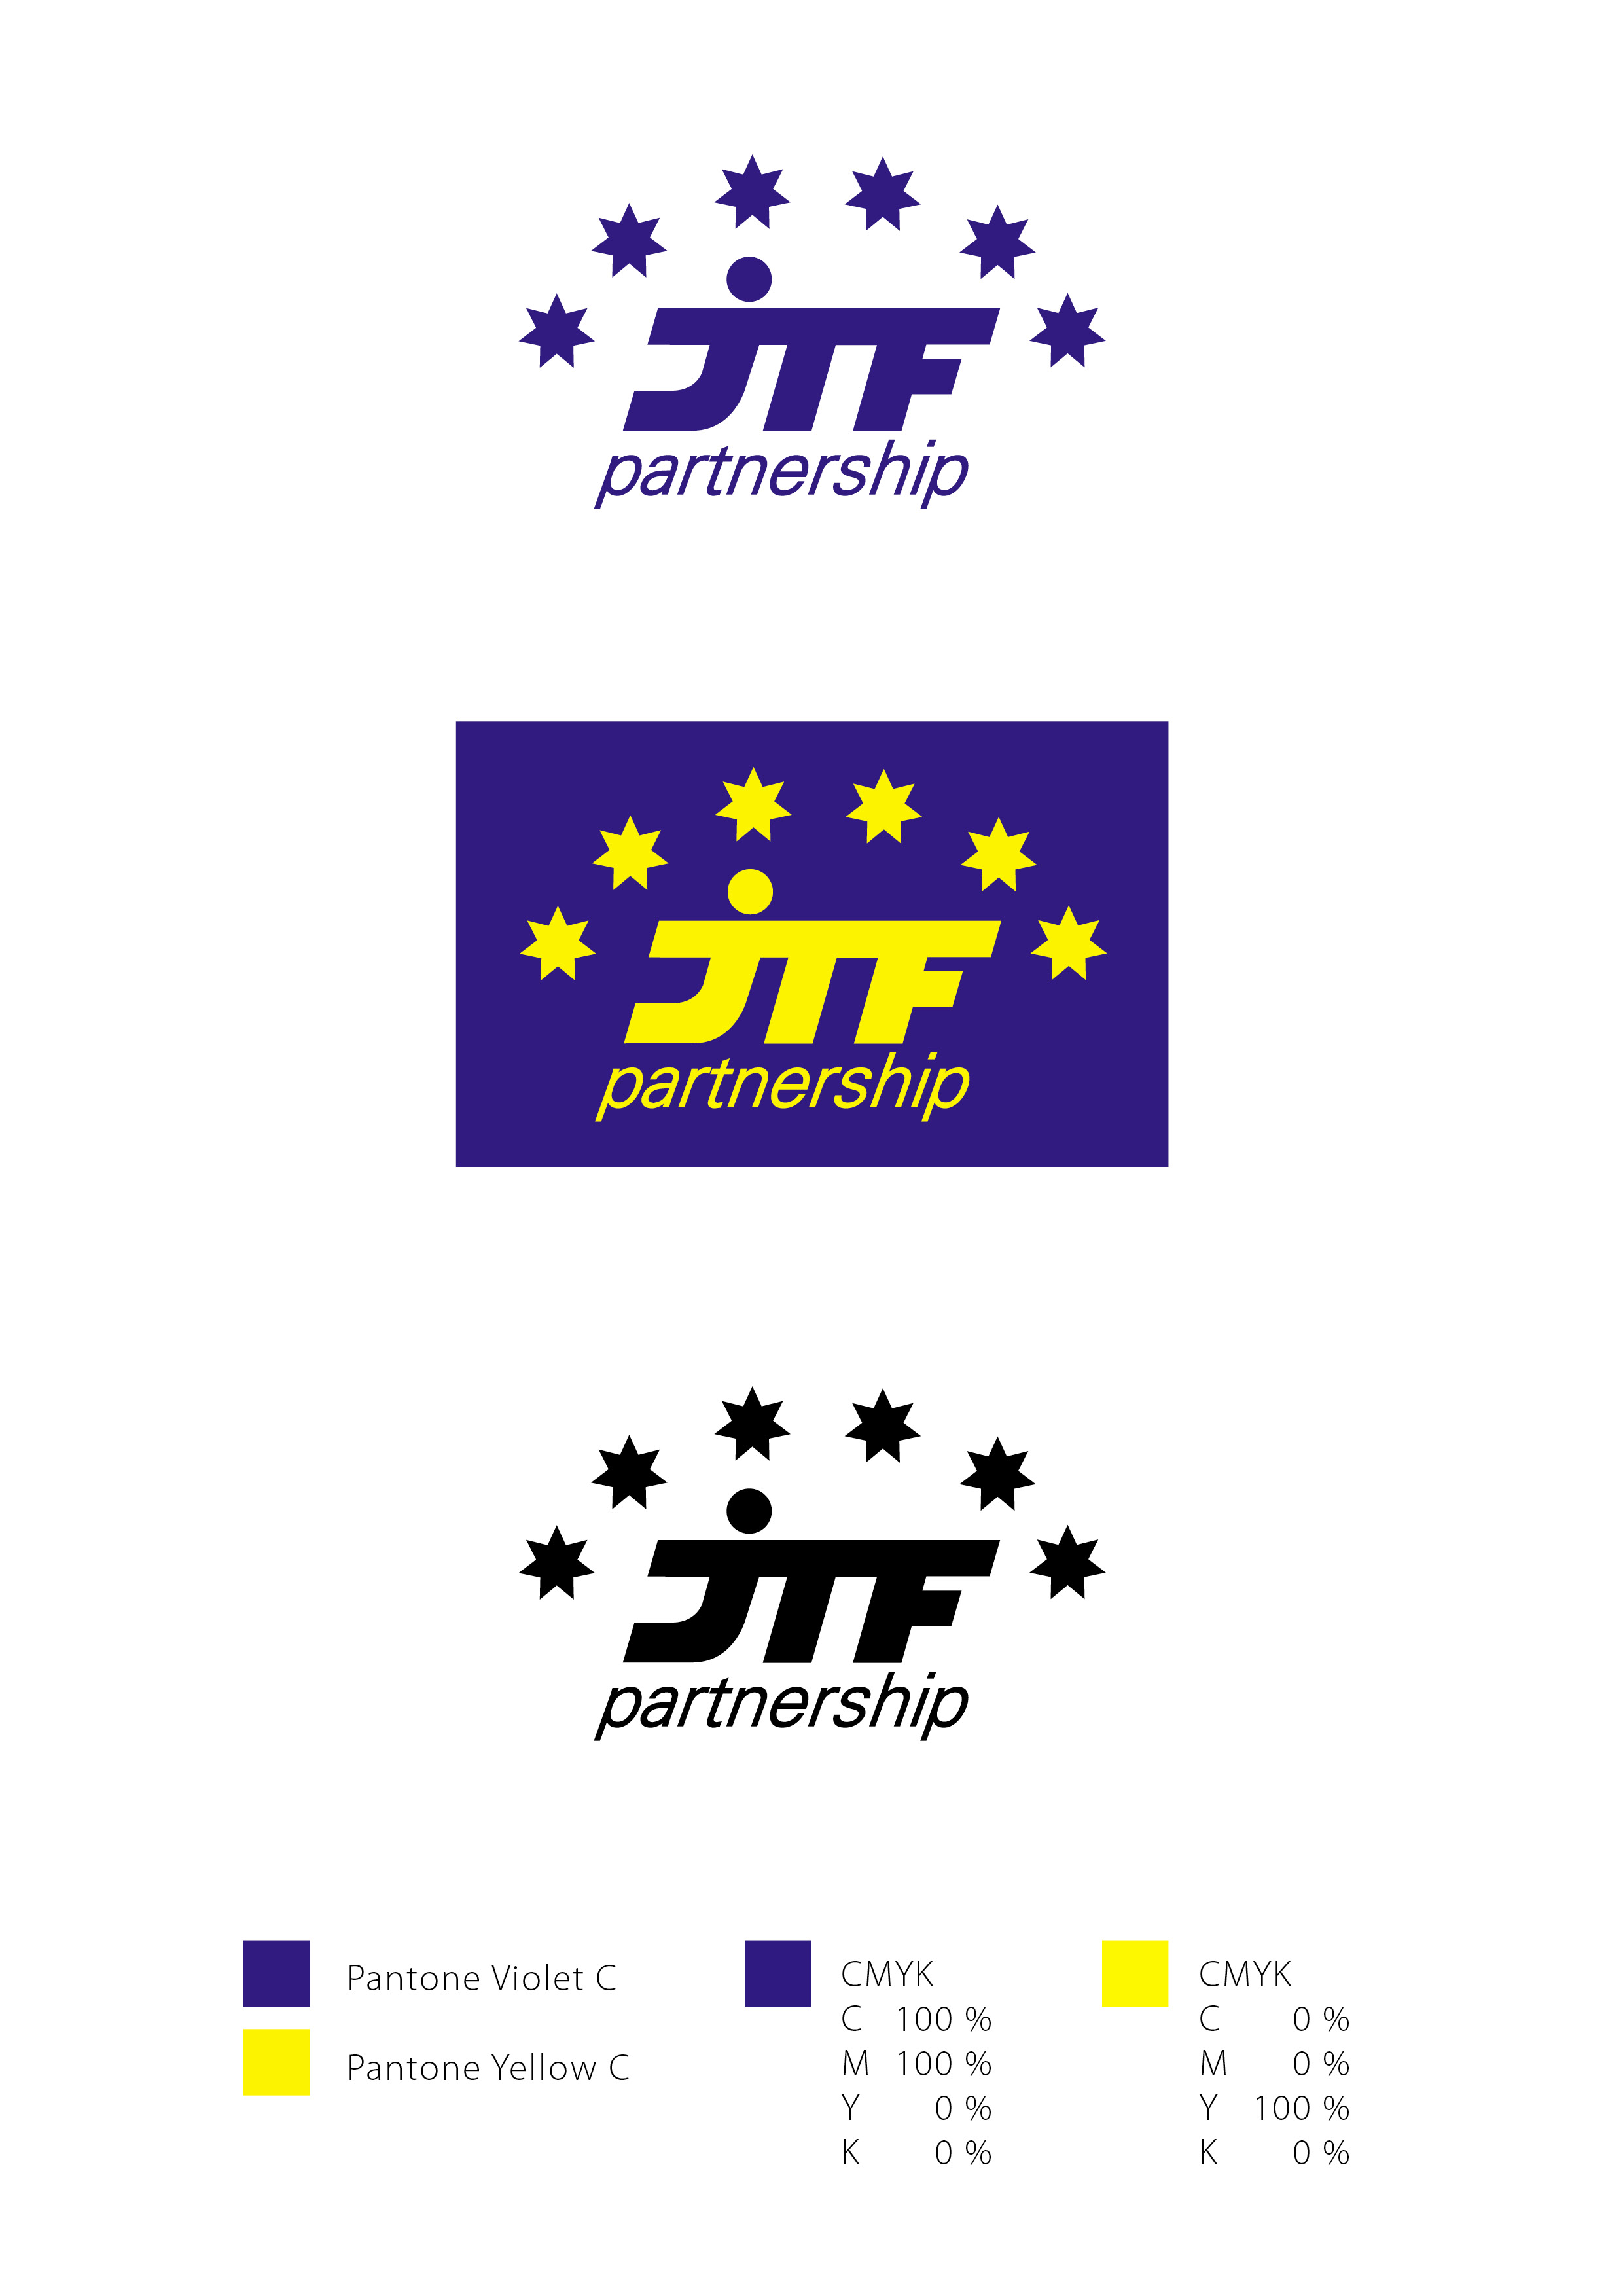 JTF
partnership
JTF
partnership
JTF
partnership
Pantone Violet C
Pantone Yellow C
CMYK
C 100 %
M 100 %
Y 0 %
K 0 %
CMYK
C 0 %
M 0 %
Y 100 %
K 0 %